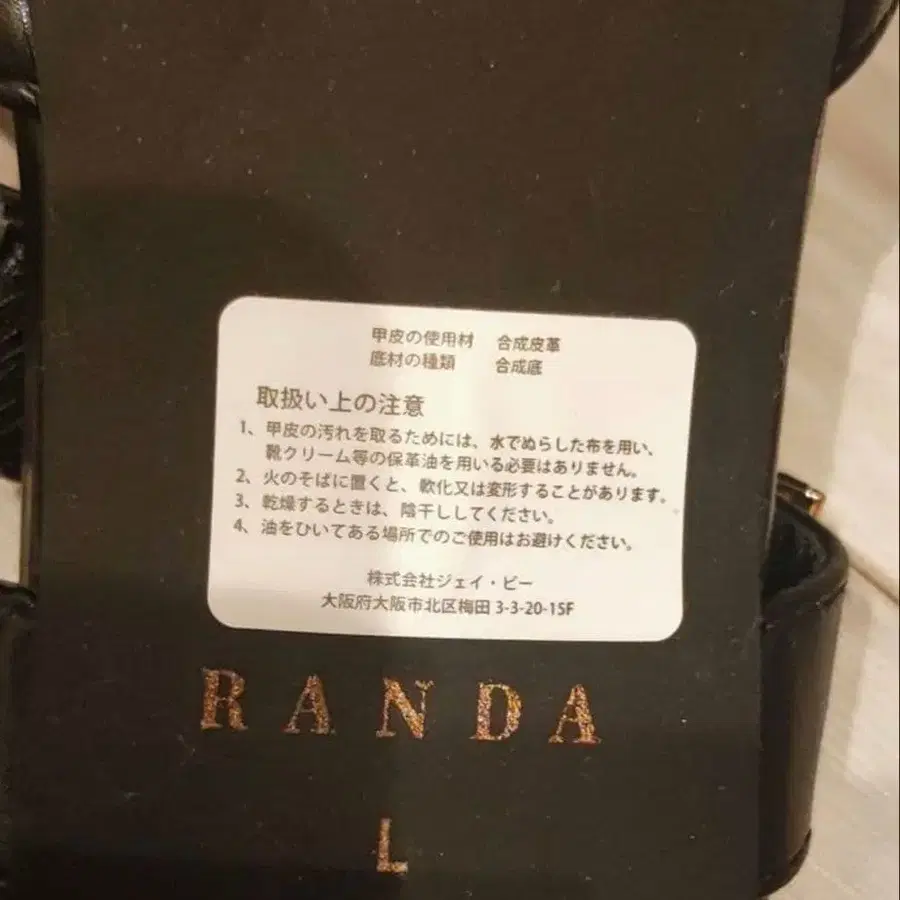 甲皮の使用材 合成皮革
底材の種類 合成底
取扱い上の注意
1、甲皮の汚れを取るためには、水でぬらした布を用い、
靴クリーム等の保革油を用いる必要はありません。
2、火のそばに置くと、軟化又は変形することがあります。
3、乾燥するときは、陰干ししてください。
4、油をひいてある場所でのご使用はお避けください。
株式会社ジェイ・ビー
大阪府大阪市北区梅田 3-3-20-15F
RANDA
L